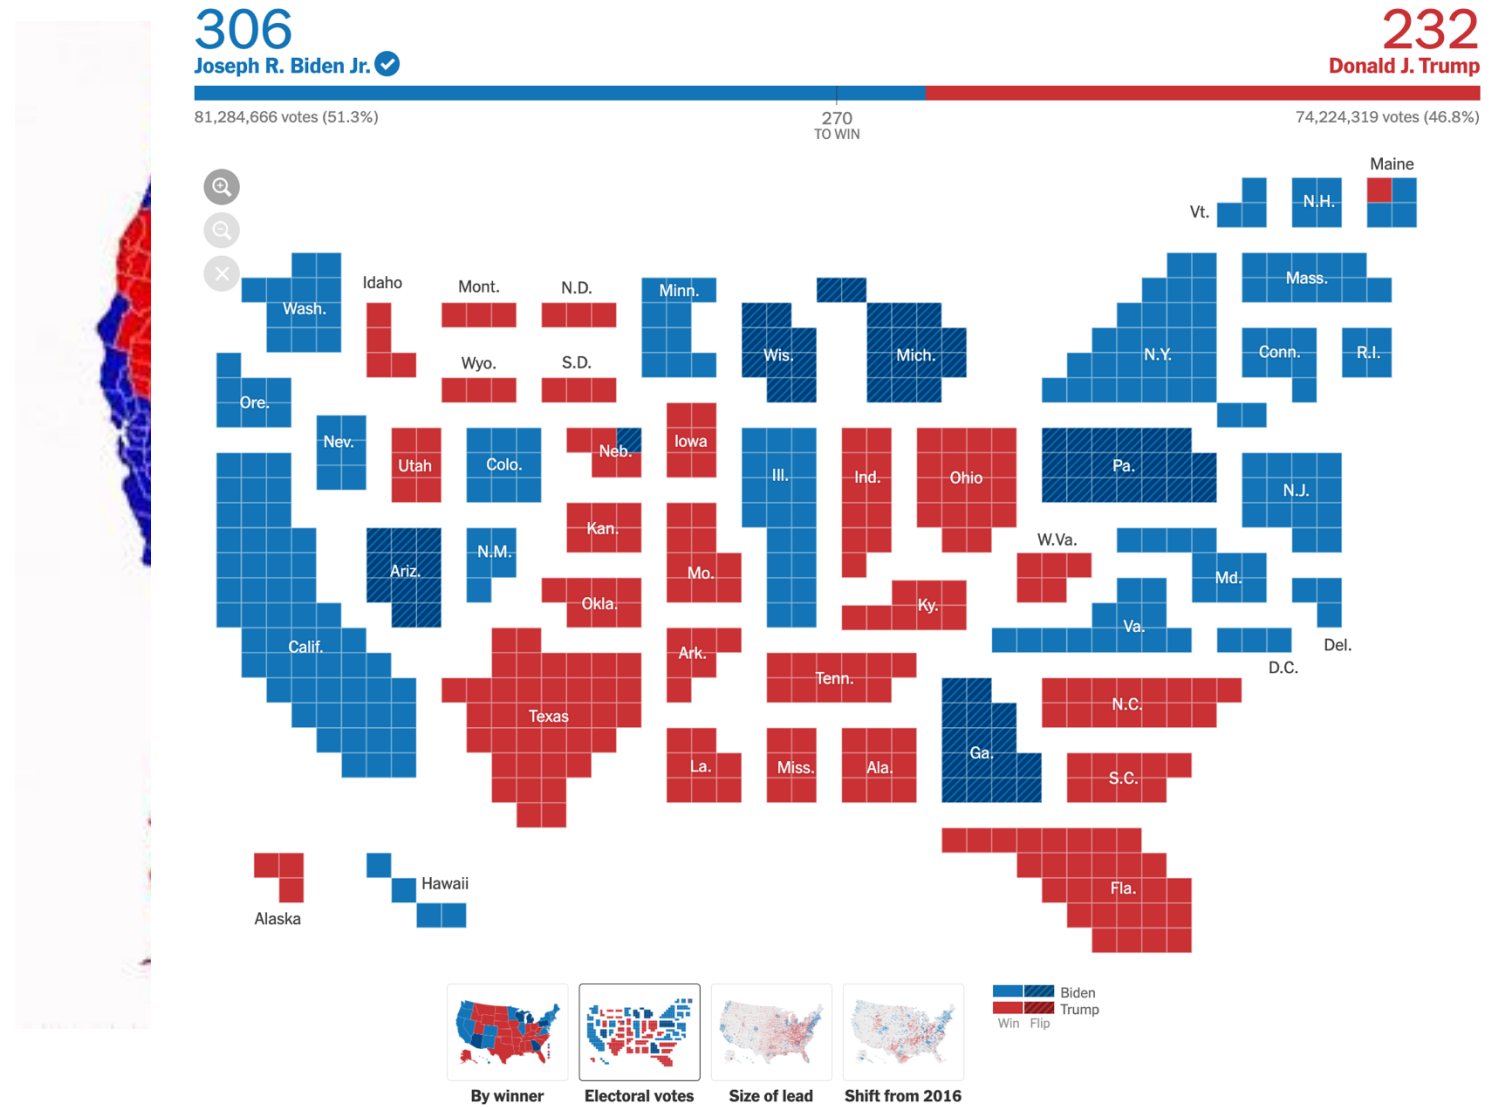 306
232
Joseph R. Biden Jr.
Donald J. Trump
81,284,666 votes (51.3%)
270
TO WIN
74,224,319 votes (46.8%)
Maine
Vt.
N.H.
Wash.
Idaho
Mont.
N.D.
Minn.
Mass.
Wis.
Mich.
N.Y.
Conn.
R.I.
Wyo.
S.D.
Ore.
Nev.
Utah
Colo.
Neb.
Iowa
Ill.
Ind.
Ohio
Pa.
N.J.
Kan.
W.Va.
Ariz.
N.M.
Mo.
Md.
Okla.
Ky.
Va.
Del.
Calif.
Ark.
D.C.
Tenn.
Texas
N.C.
La.
Miss.
Ala.
Ga.
S.C.
Hawaii
Fla.
Alaska
Biden
Trump
Win Flip
By winner
Electoral votes
Size of lead
Shift from 2016